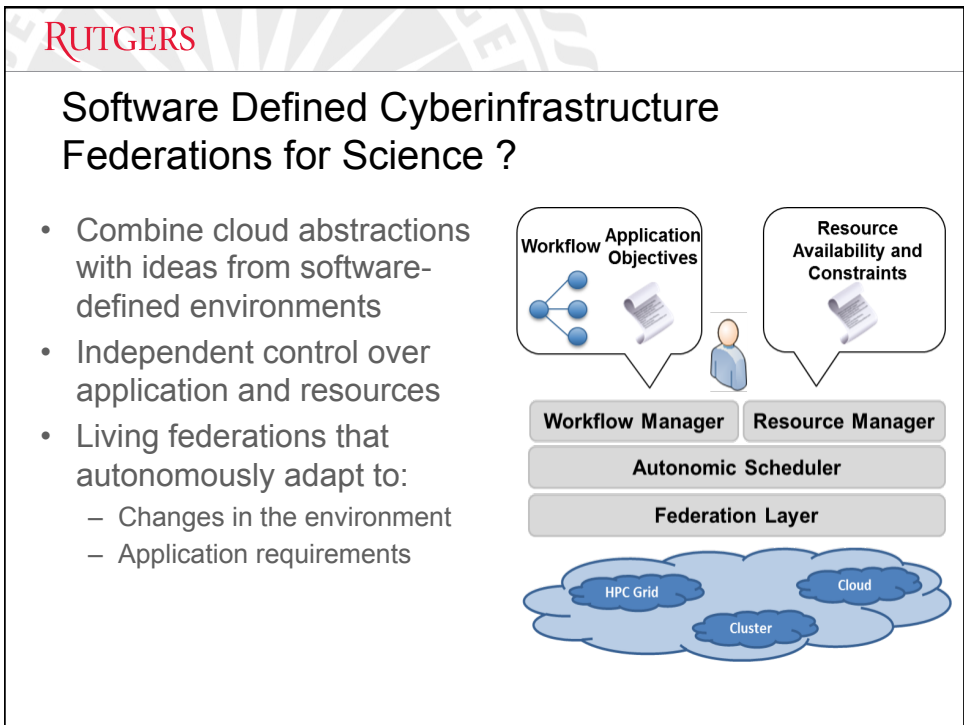 RUTGERS
Software Defined Cyberinfrastructure
Federations for Science ?
• Combine cloud abstractions
with ideas from software-
defined environments
• Independent control over
application and resources
• Living federations that
autonomously adapt to:
– Changes in the environment
– Application requirements
Workflow
Application
Objectives
Resource
Availability and
Constraints
Workflow Manager
Resource Manager
Autonomic Scheduler
Federation Layer
HPC Grid
Cloud
Cluster